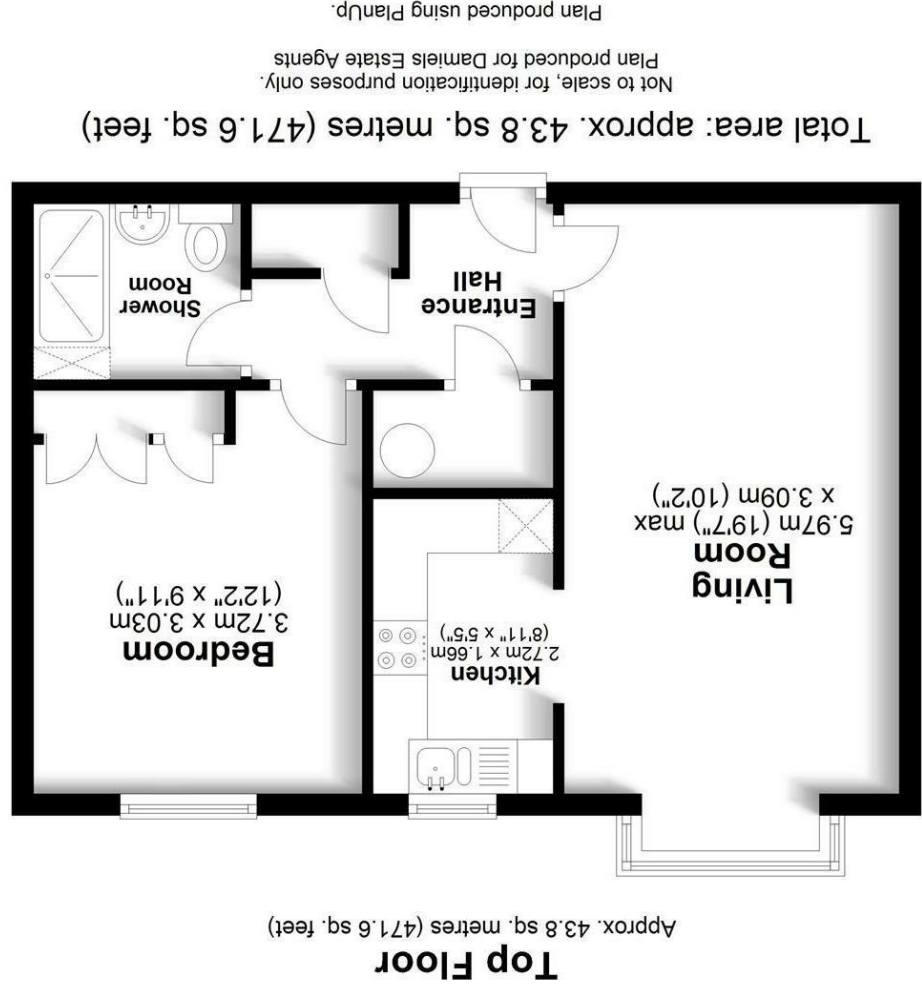 Top Floor
Approx. 43.8 sq. metres (471.6 sq. feet)
Living
Room
5.97m (19'7") max
x 3.09m (10'2")
Kitchen
2.72m x 1.66m
(8'11" x 5'5")
Bedroom
3.72m x 3.03m
(12'2" x 9'11")
Entrance
Hall
Shower
Room
Total area: approx. 43.8 sq. metres (471.6 sq. feet)
Not to scale, for identification purposes only.
Plan produced for Damiels Estate Agents
Plan produced using PlanUp.